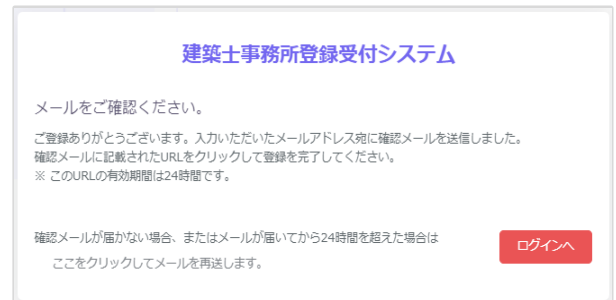 建築士事務所登録受付システム
メールをご確認ください。
ご登録ありがとうございます。入力いただいたメールアドレス宛に確認メールを送信しました。
確認メールに記載されたURLをクリックして登録を完了してください。
※ このURLの有効期間は24時間です。
確認メールが届かない場合、またはメールが届いてから24時間を超えた場合は
ここをクリックしてメールを再送します。
ログインへ